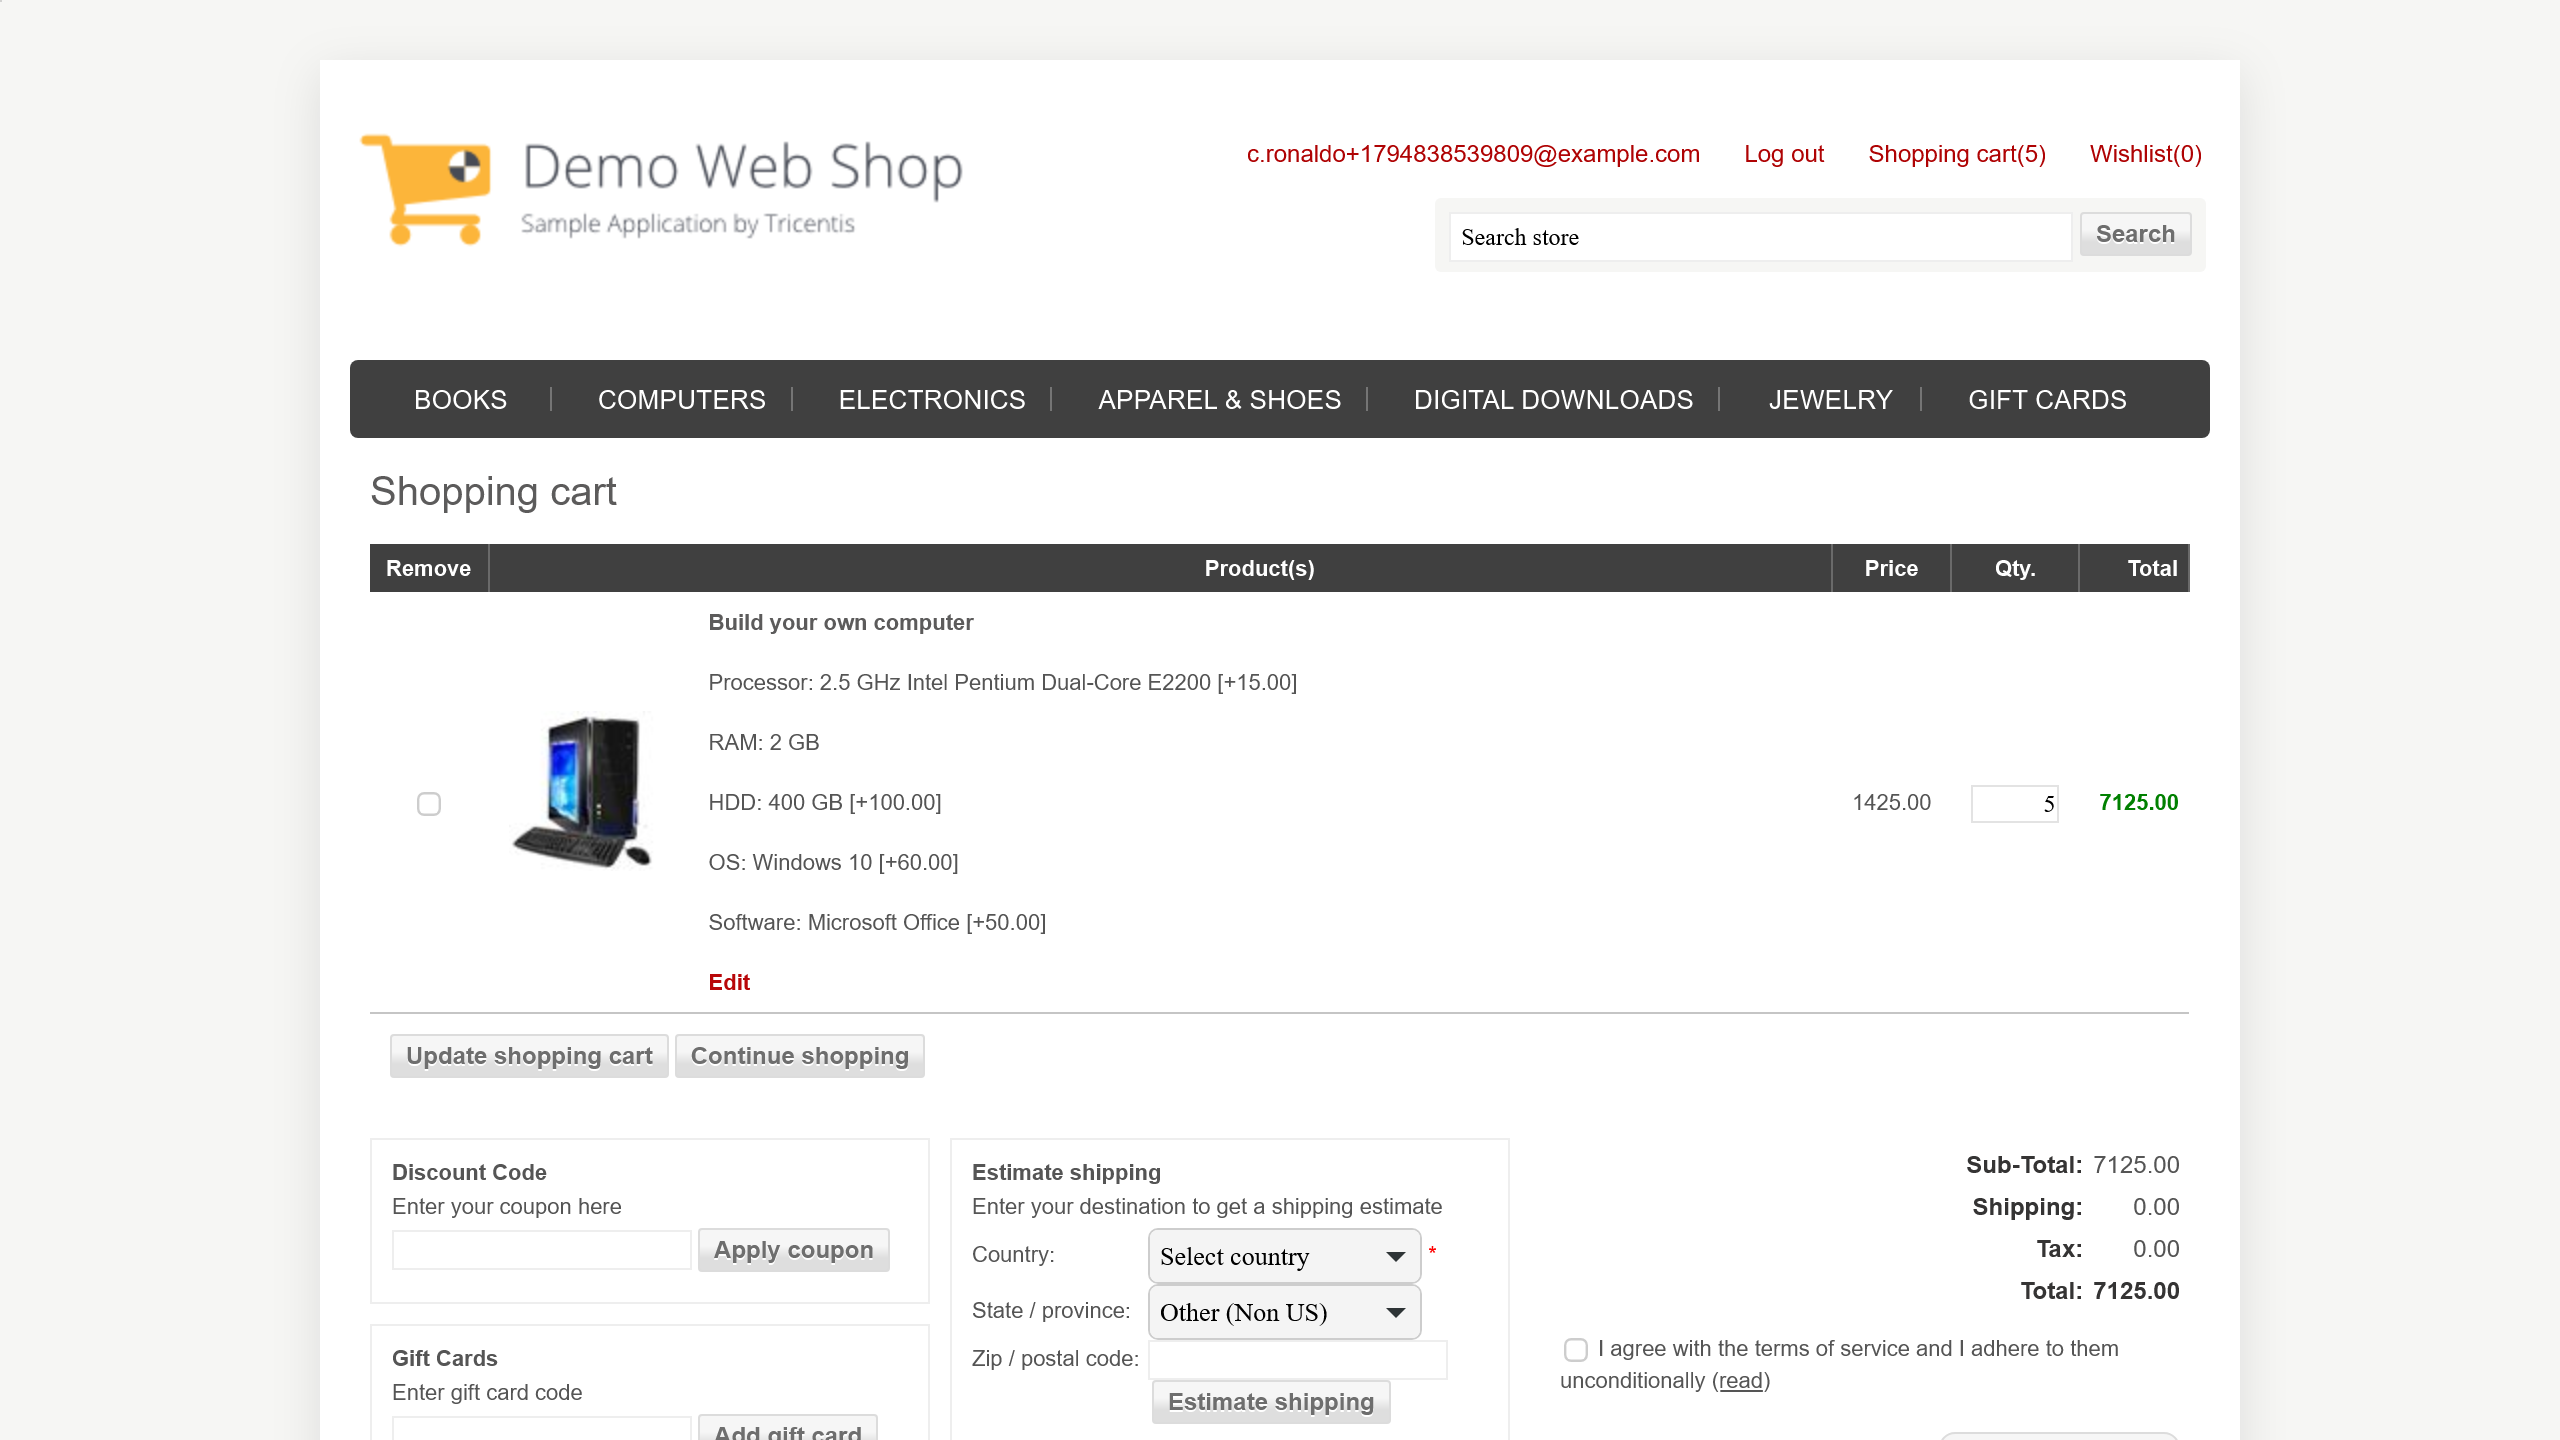 Demo Web Shop
Sample Application by Tricentis
c.ronaldo+1794838539809@example.com Log out Shopping cart(5) Wishlist(0)
Search store Search
BOOKS COMPUTERS ELECTRONICS APPAREL & SHOES DIGITAL DOWNLOADS JEWELRY GIFT CARDS
Shopping cart
Remove Product(s) Price Qty. Total
Build your own computer
Processor: 2.5 GHz Intel Pentium Dual-Core E2200 [+15.00]
RAM: 2 GB
HDD: 400 GB [+100.00]
1425.00 5 7125.00
OS: Windows 10 [+60.00]
Software: Microsoft Office [+50.00]
Edit
Update shopping cart Continue shopping
Discount Code
Enter your coupon here
Apply coupon
Gift Cards
Enter gift card code
Add gift card
Estimate shipping
Enter your destination to get a shipping estimate
Country: Select country *
State / province: Other (Non US)
Zip / postal code:
Estimate shipping
Sub-Total: 7125.00
Shipping: 0.00
Tax: 0.00
Total: 7125.00
I agree with the terms of service and I adhere to them
unconditionally (read)